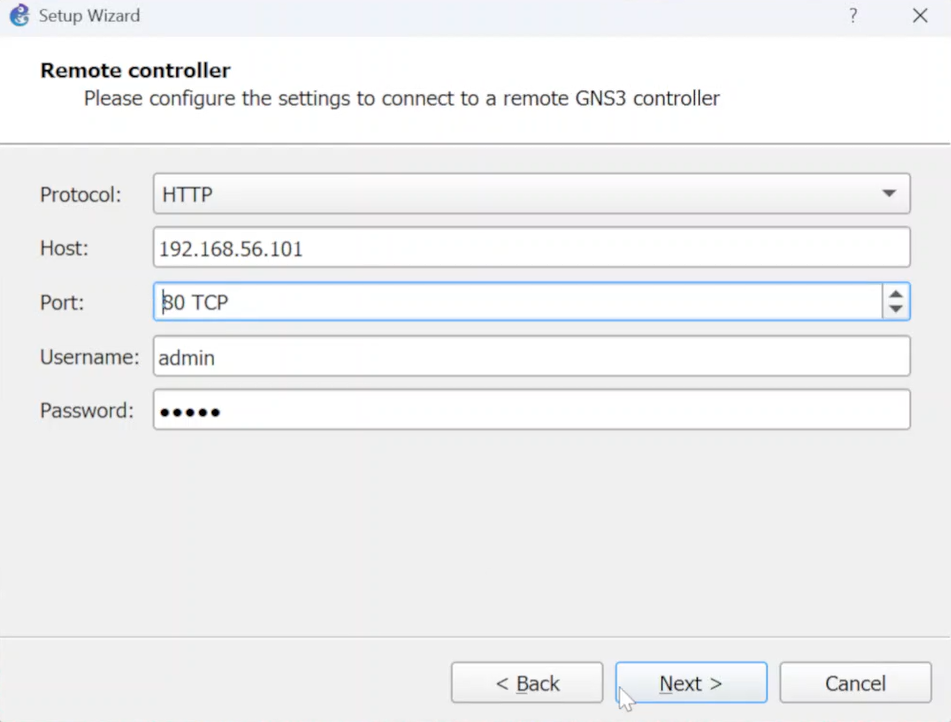 Setup Wizard
?
Remote controller
Please configure the settings to connect to a remote GNS3 controller
Protocol: HTTP
Host: 192.168.56.101
Port: 80 TCP
Username: admin
Password: •••••
< Back Next > Cancel